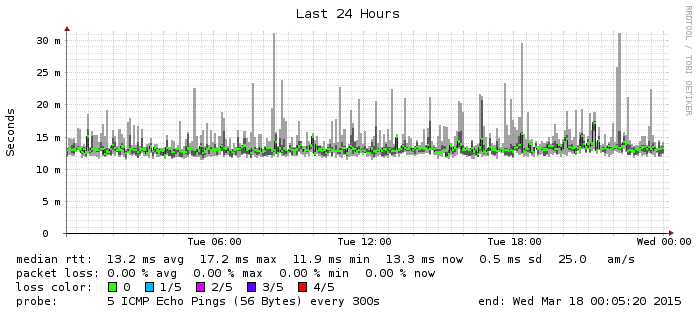 Last 24 Hours
RRDTOOL / TOBI OETIKER
Seconds
30 m
25 m
20 m
15 m
10 m
5 m
0
Tue 06:00 Tue 12:00 Tue 18:00 Wed 00:00
median rtt: 13.2 ms avg 17.2 ms max 11.9 ms min 13.3 ms now 0.5 ms sd 25.0 am/s
packet loss: 0.00 % avg 0.00 % max 0.00 % min 0.00 % now
loss color: 0 1/5 2/5 3/5 4/5
probe: 5 ICMP Echo Pings (56 Bytes) every 300s end: Wed Mar 18 00:05:20 2015